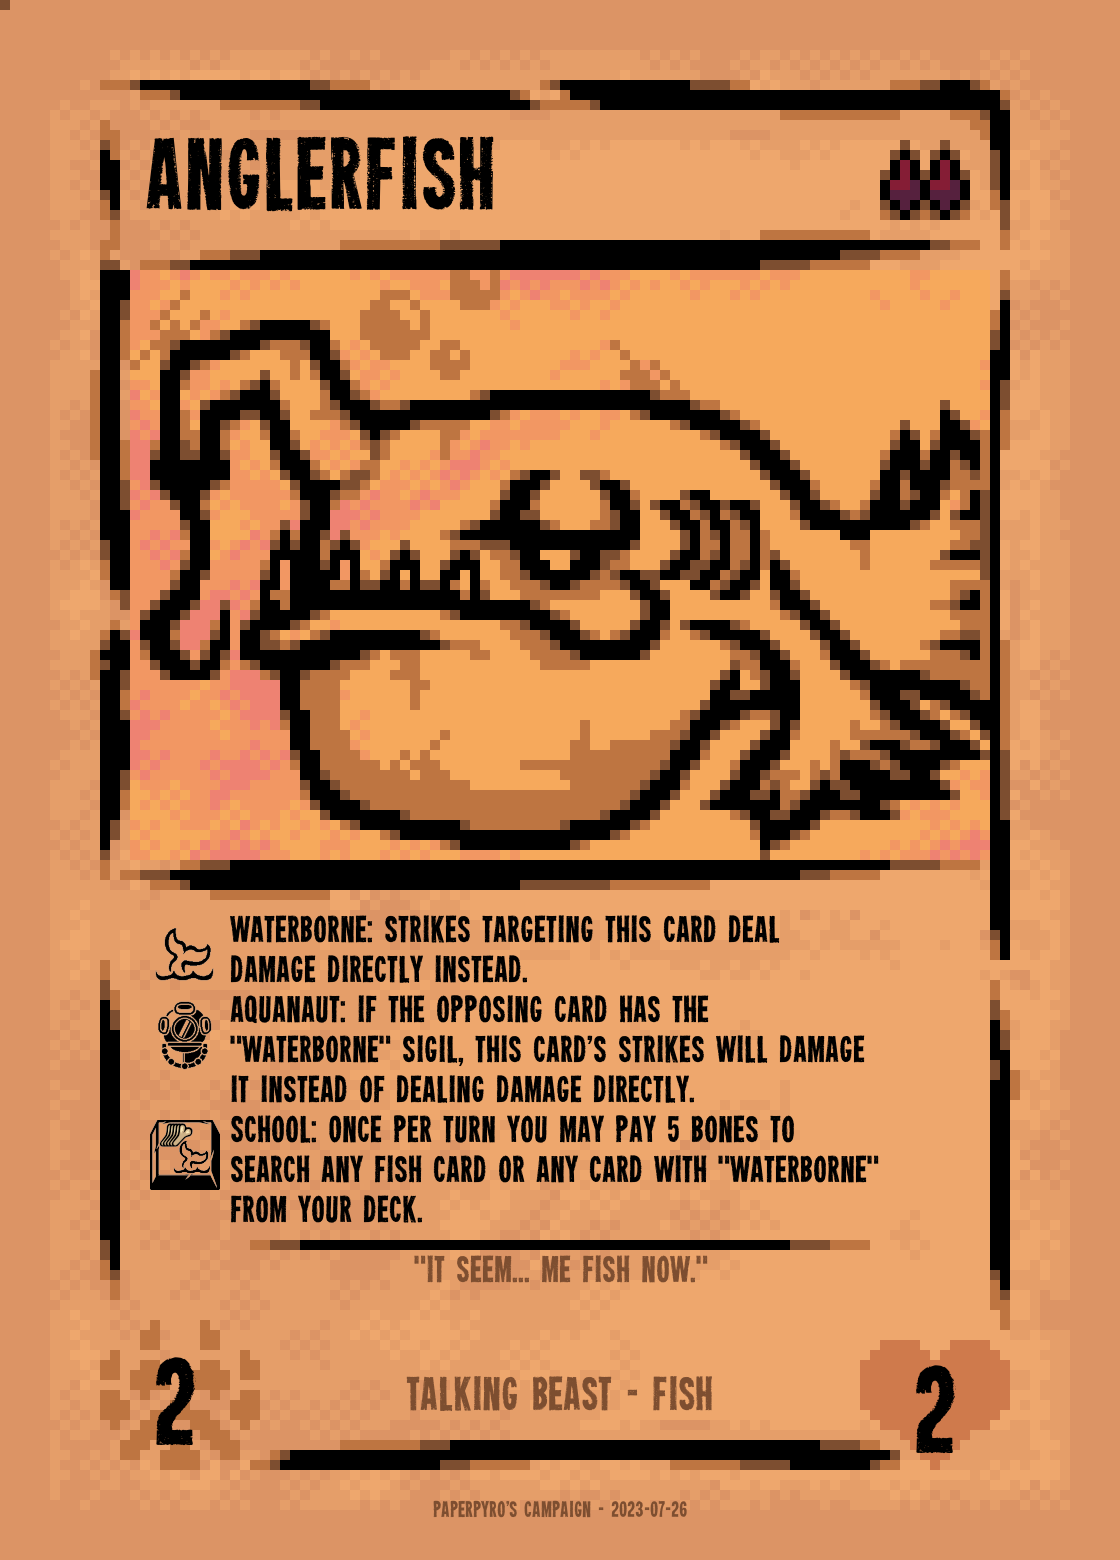 ANGLERFISH
WATERBORNE: STRIKES TARGETING THIS CARD DEAL
DAMAGE DIRECTLY INSTEAD.
AQUANAUT: IF THE OPPOSING CARD HAS THE
"WATERBORNE" SIGIL, THIS CARD'S STRIKES WILL DAMAGE
IT INSTEAD OF DEALING DAMAGE DIRECTLY.
SCHOOL: ONCE PER TURN YOU MAY PAY 5 BONES TO
SEARCH ANY FISH CARD OR ANY CARD WITH "WATERBORNE"
FROM YOUR DECK.
"IT SEEM... ME FISH NOW."
2
TALKING BEAST - FISH
2
PAPERPYRO'S CAMPAIGN - 2023-07-26